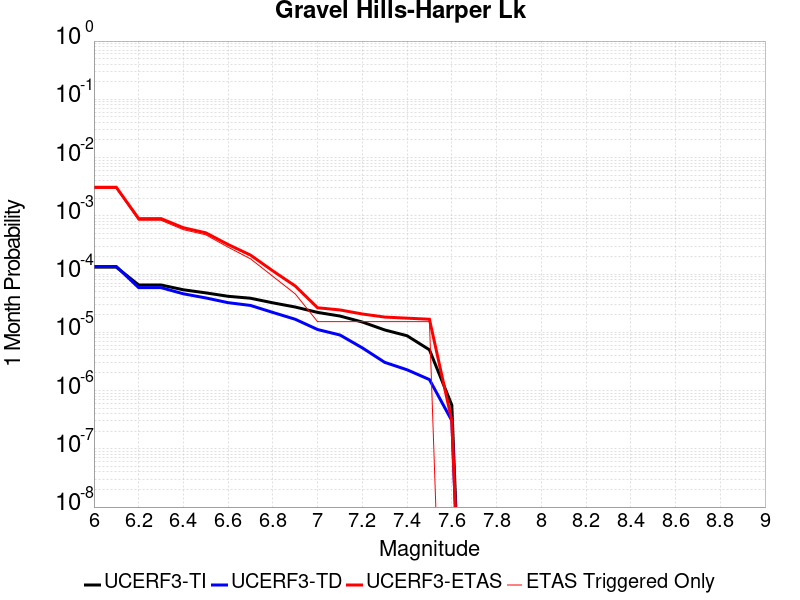 Gravel Hills-Harper Lk
10^0
10^-1
10^-2
10^-3
10^-4
10^-5
10^-6
10^-7
10^-8
1 Month Probability
6 6.2 6.4 6.6 6.8 7 7.2 7.4 7.6 7.8 8 8.2 8.4 8.6 8.8 9
Magnitude
UCERF3-TI UCERF3-TD UCERF3-ETAS ETAS Triggered Only